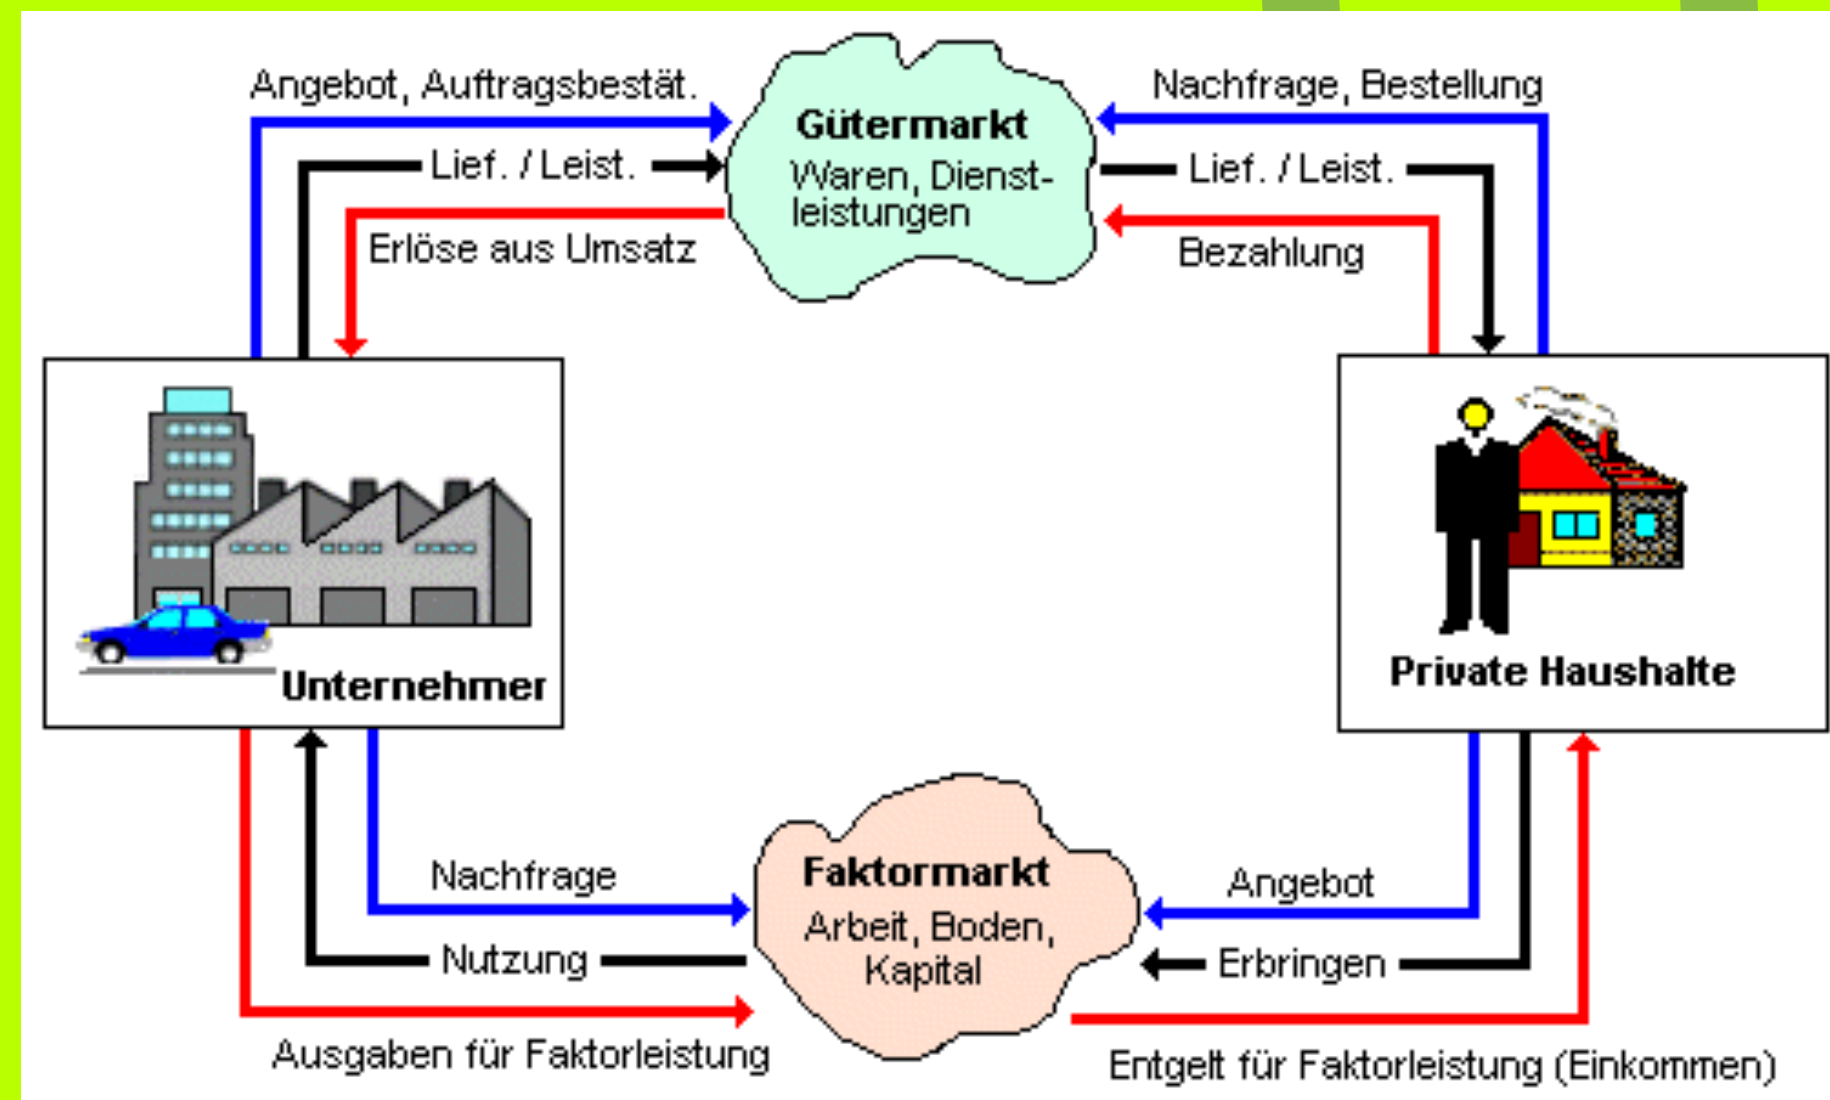 Angebot, Auftragsbestät.
Nachfrage, Bestellung
Gütermarkt
Waren, Dienst-
leistungen
Lief. / Leist.
Lief. / Leist.
Erlöse aus Umsatz
Bezahlung
Unternehmer
Private Haushalte
Faktormarkt
Arbeit, Boden,
Kapital
Nachfrage
Angebot
Nutzung
Erbringen
Ausgaben für Faktorleistung
Entgelt für Faktorleistung (Einkommen)